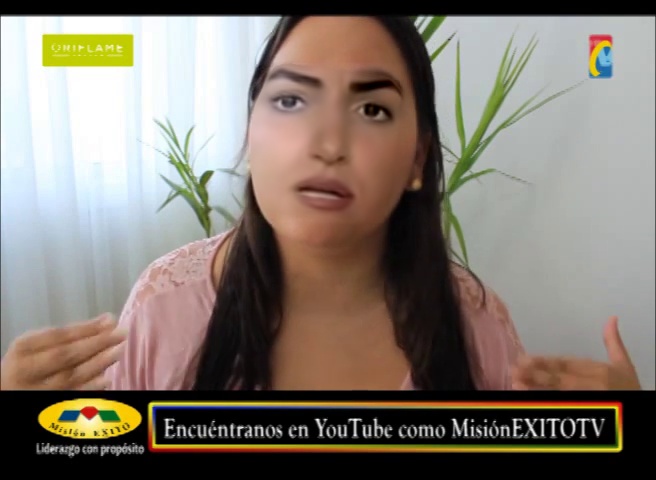 ORIFLAME
Misión EXITO
Liderazgo con propósito
Encuéntranos en YouTube como MisiónEXITOTV